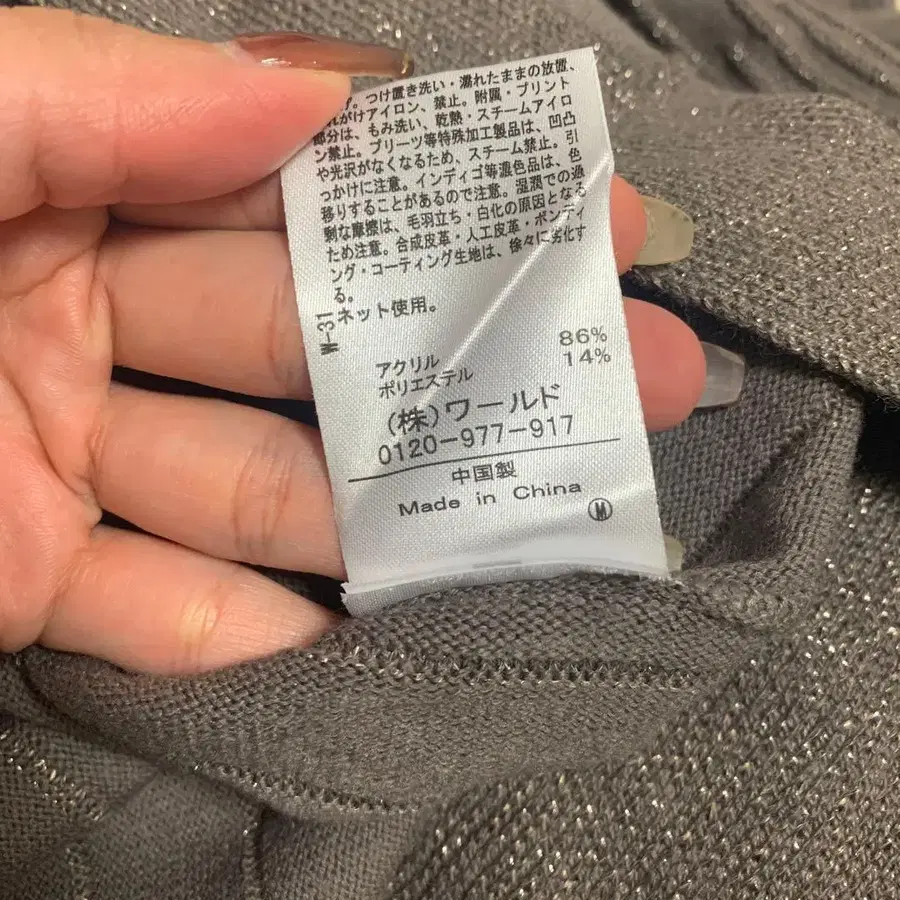 。つけ置き洗い・濡れたままの放置、
がけアイロン、禁止。附属・プリント
部分は、もみ洗い、乾熱・スチームアイロ
ン禁止。プリーツ等特殊加工製品は、凹凸
や光沢がなくなるため、スチーム禁止。引
っかけに注意。インディゴ等濃色品は、色
移りすることがあるので注意。湿潤での過
剰な摩擦は、毛羽立ち・白化の原因となる
ため注意。合成皮革・人工皮革・ボンディ
ング・コーティング生地は、徐々に劣化す
る。
ネット使用。
W-31
アクリル 86%
ポリエステル 14%
(株)ワールド
0120-977-917
中国製
Made in China
M